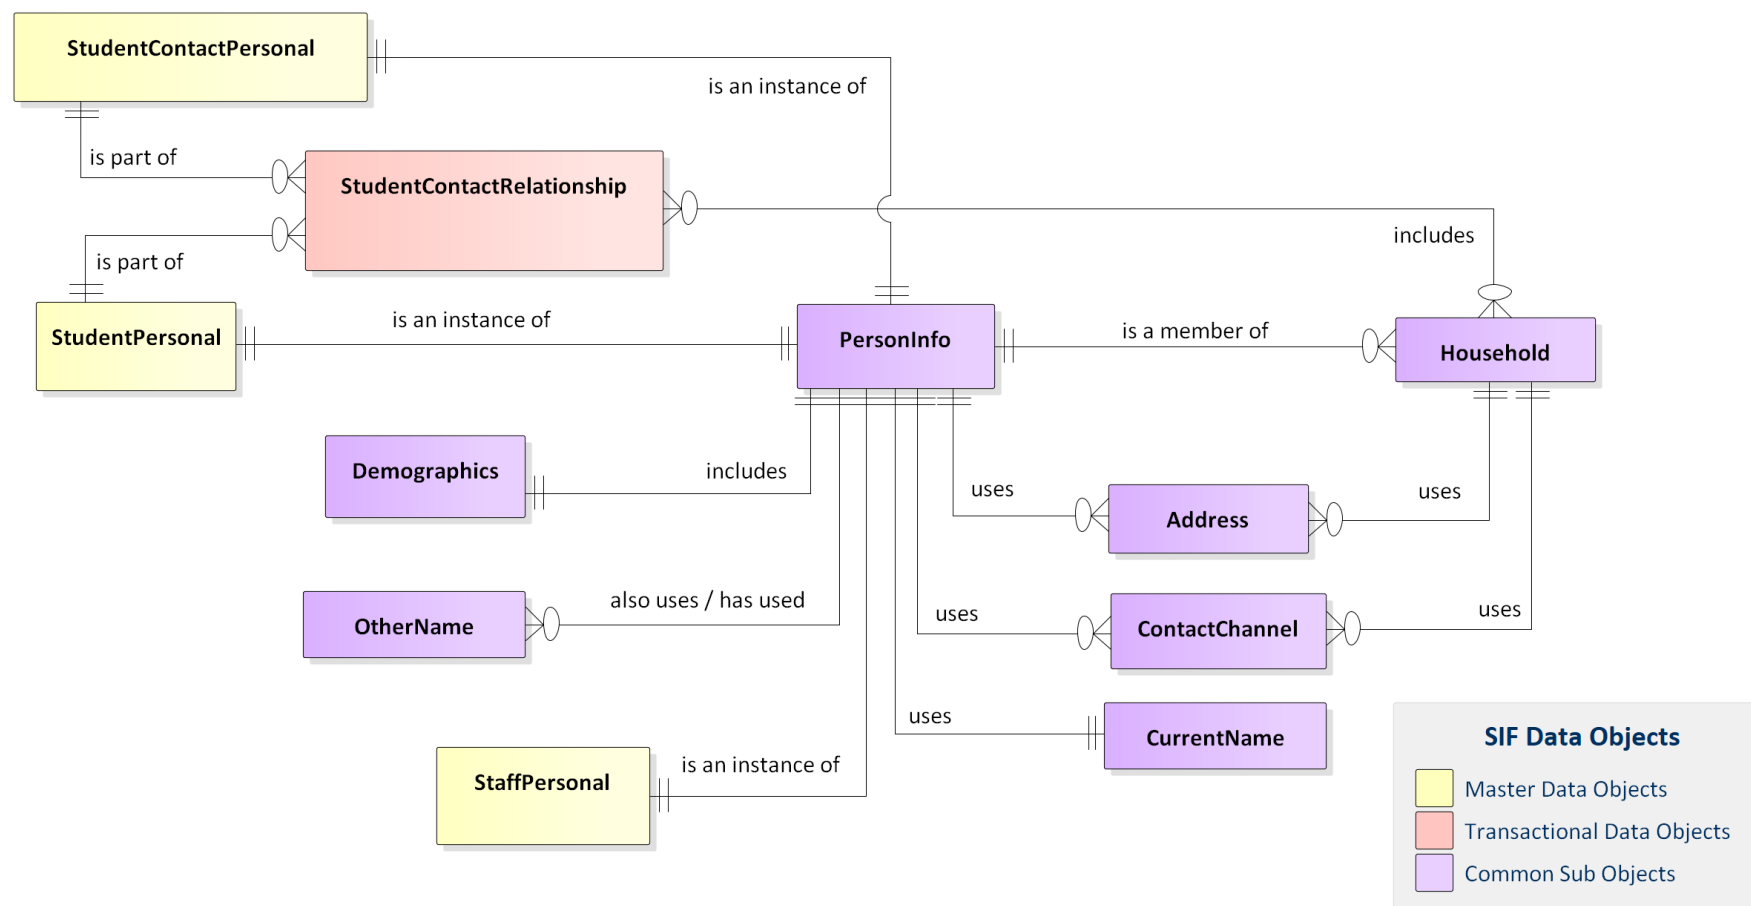 StudentContactPersonal
is an instance of
is part of
StudentContactRelationship
includes
is part of
StudentPersonal
is an instance of
PersonInfo
is a member of
Household
Demographics
includes
uses
Address
uses
OtherName
also uses / has used
uses
ContactChannel
uses
uses
CurrentName
StaffPersonal
is an instance of
SIF Data Objects
Master Data Objects
Transactional Data Objects
Common Sub Objects